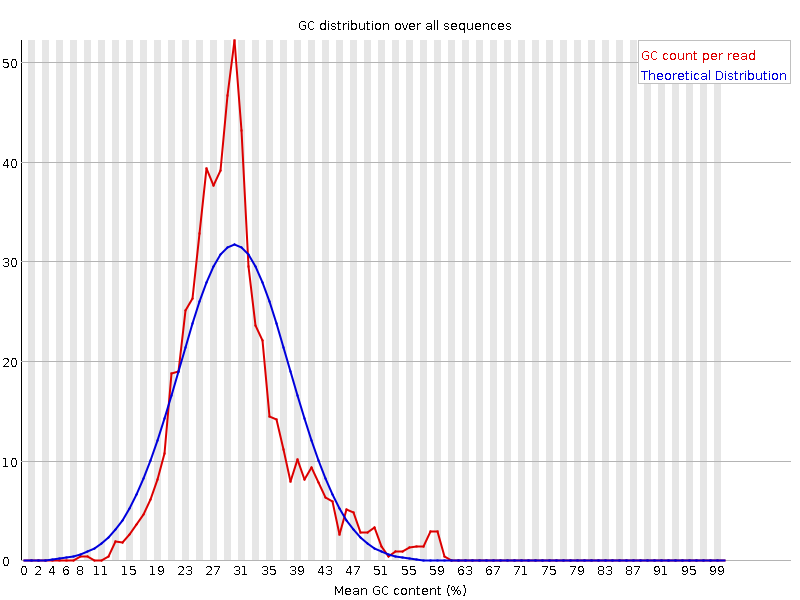 GC distribution over all sequences
GC count per read
Theoretical Distribution
50
40
30
20
10
0
0 2 4 6 8 11 15 19 23 27 31 35 39 43 47 51 55 59 63 67 71 75 79 83 87 91 95 99
Mean GC content (%)